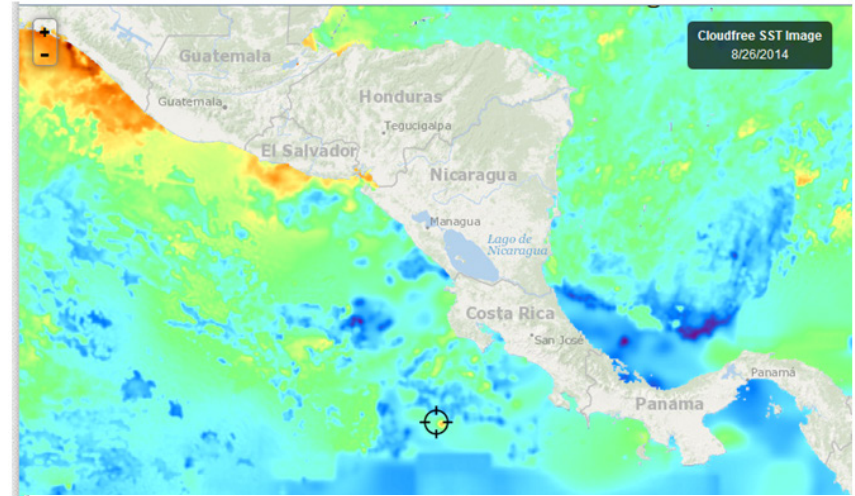 +
-
Cloudfree SST Image
8/26/2014
Guatemala
Guatemala
Honduras
Tegucigalpa
El Salvador
Nicaragua
Managua
Lago de
Nicaragua
Costa Rica
San José
Panamá
Panama